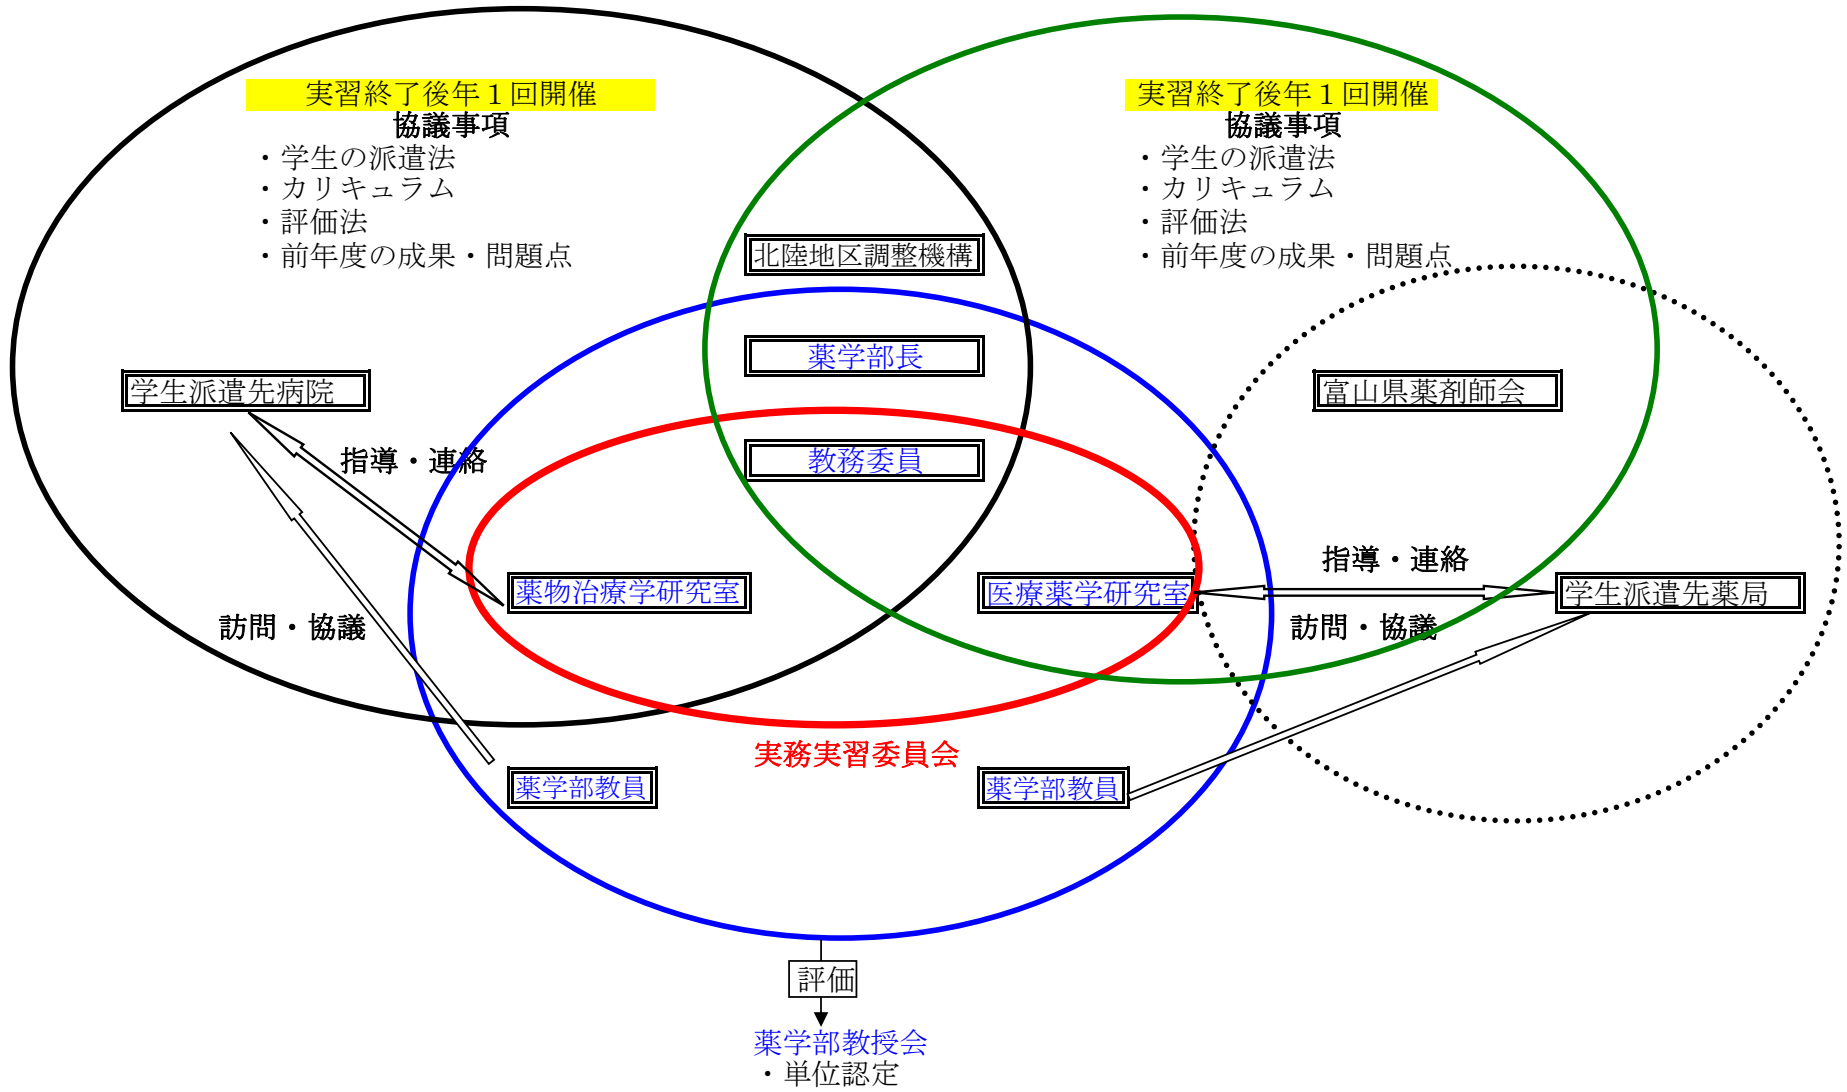 実習終了後年１回開催
協議事項
・学生の派遣法
・カリキュラム
・評価法
・前年度の成果・問題点
実習終了後年１回開催
協議事項
・学生の派遣法
・カリキュラム
・評価法
・前年度の成果・問題点
北陸地区調整機構
薬学部長
学生派遣先病院
富山県薬剤師会
指導・連絡
教務委員
指導・連絡
薬物治療学研究室
医療薬学研究室
学生派遣先薬局
訪問・協議
訪問・協議
実務実習委員会
薬学部教員
薬学部教員
評価
薬学部教授会
・単位認定